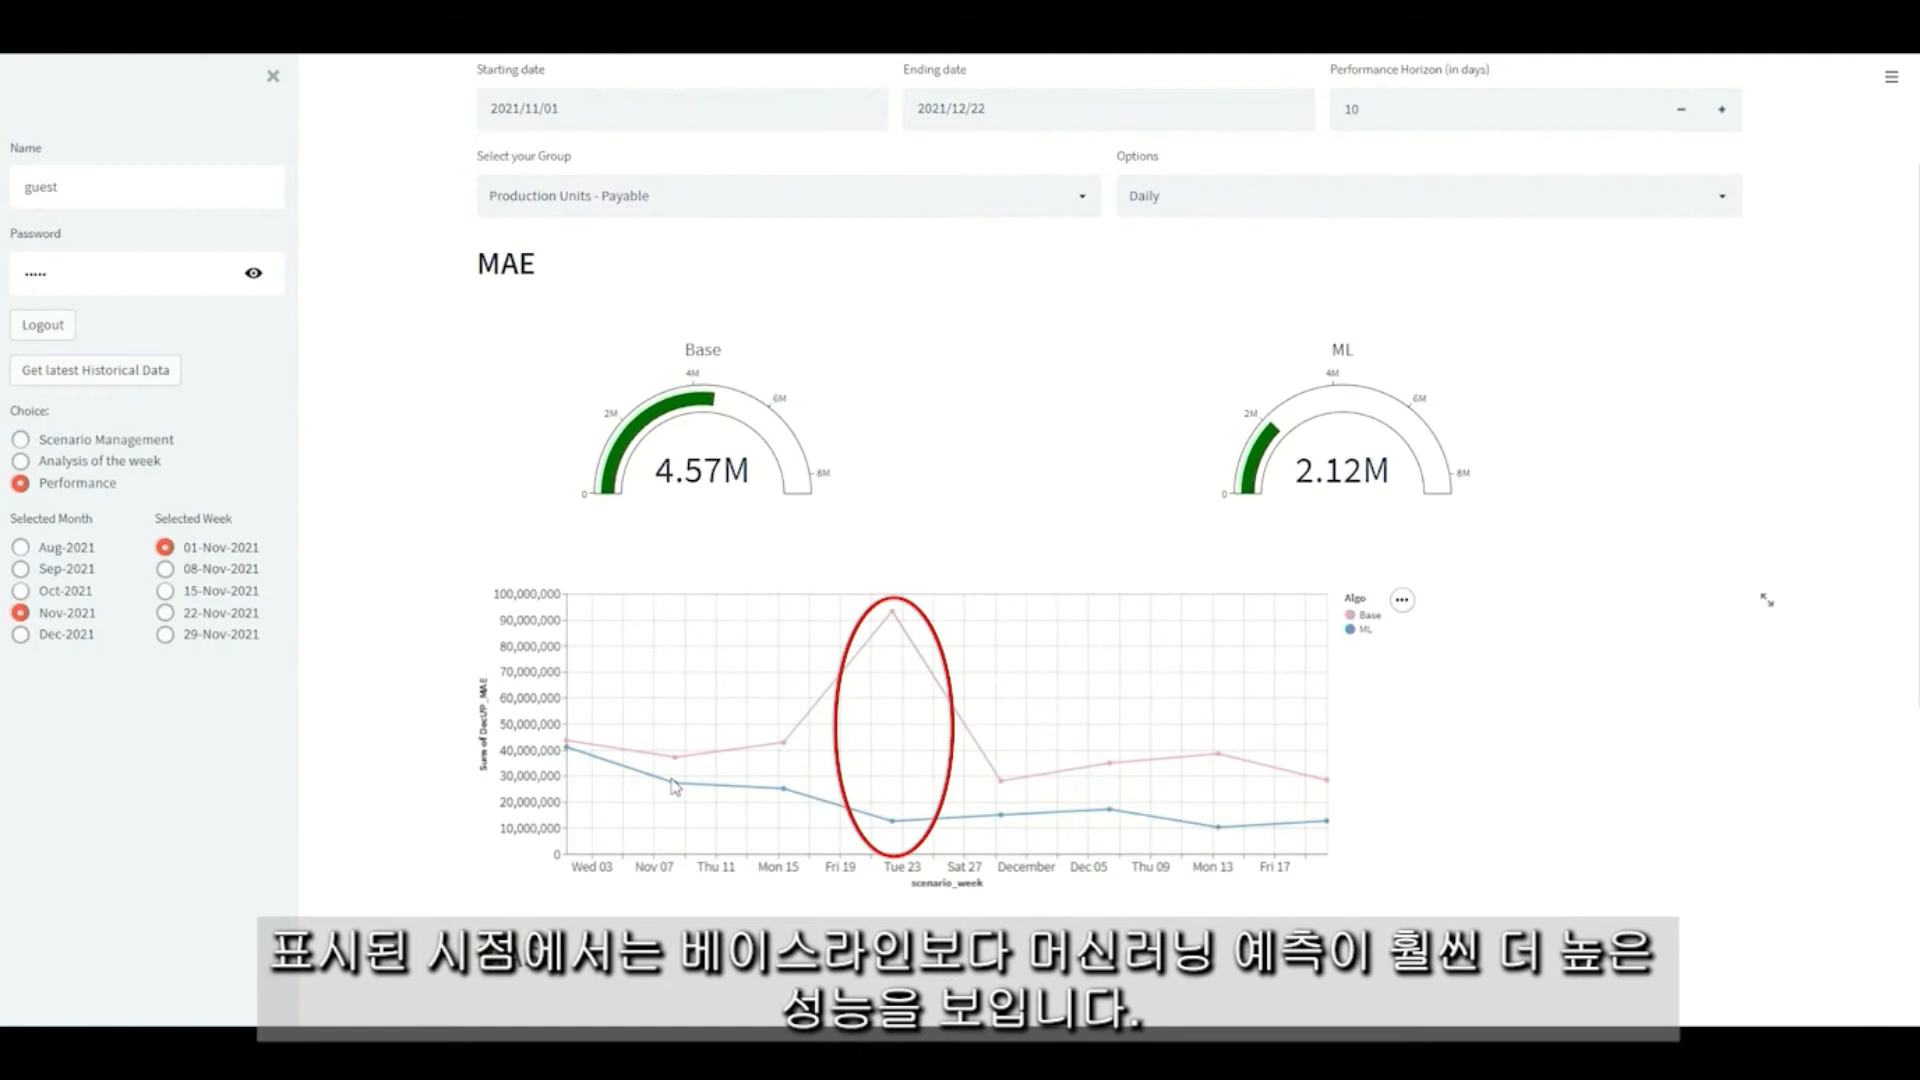 Starting date
Ending date
Performance Horizon (in days)
2021/11/01
2021/12/22
10
Name
Select your Group
Options
guest
Production Units - Payable
Daily
Password
•••••
MAE
Logout
Get latest Historical Data
Base
ML
0
2M
4M
6M
8M
4.57M
0
2M
4M
6M
8M
2.12M
Choice:
Scenario Management
Analysis of the week
Performance
Selected Month
Aug-2021
Sep-2021
Oct-2021
Nov-2021
Dec-2021
Selected Week
01-Nov-2021
08-Nov-2021
15-Nov-2021
22-Nov-2021
29-Nov-2021
100,000,000
90,000,000
80,000,000
70,000,000
60,000,000
50,000,000
40,000,000
30,000,000
20,000,000
10,000,000
0
Wed 03 Nov 07 Thu 11 Mon 15 Fri 19 Tue 23 Sat 27 December Dec 05 Thu 09 Mon 13 Fri 17
scenario_week
Algo
Base
ML
표시된 시점에서는 베이스라인보다 머신러닝 예측이 훨씬 더 높은
성능을 보입니다.